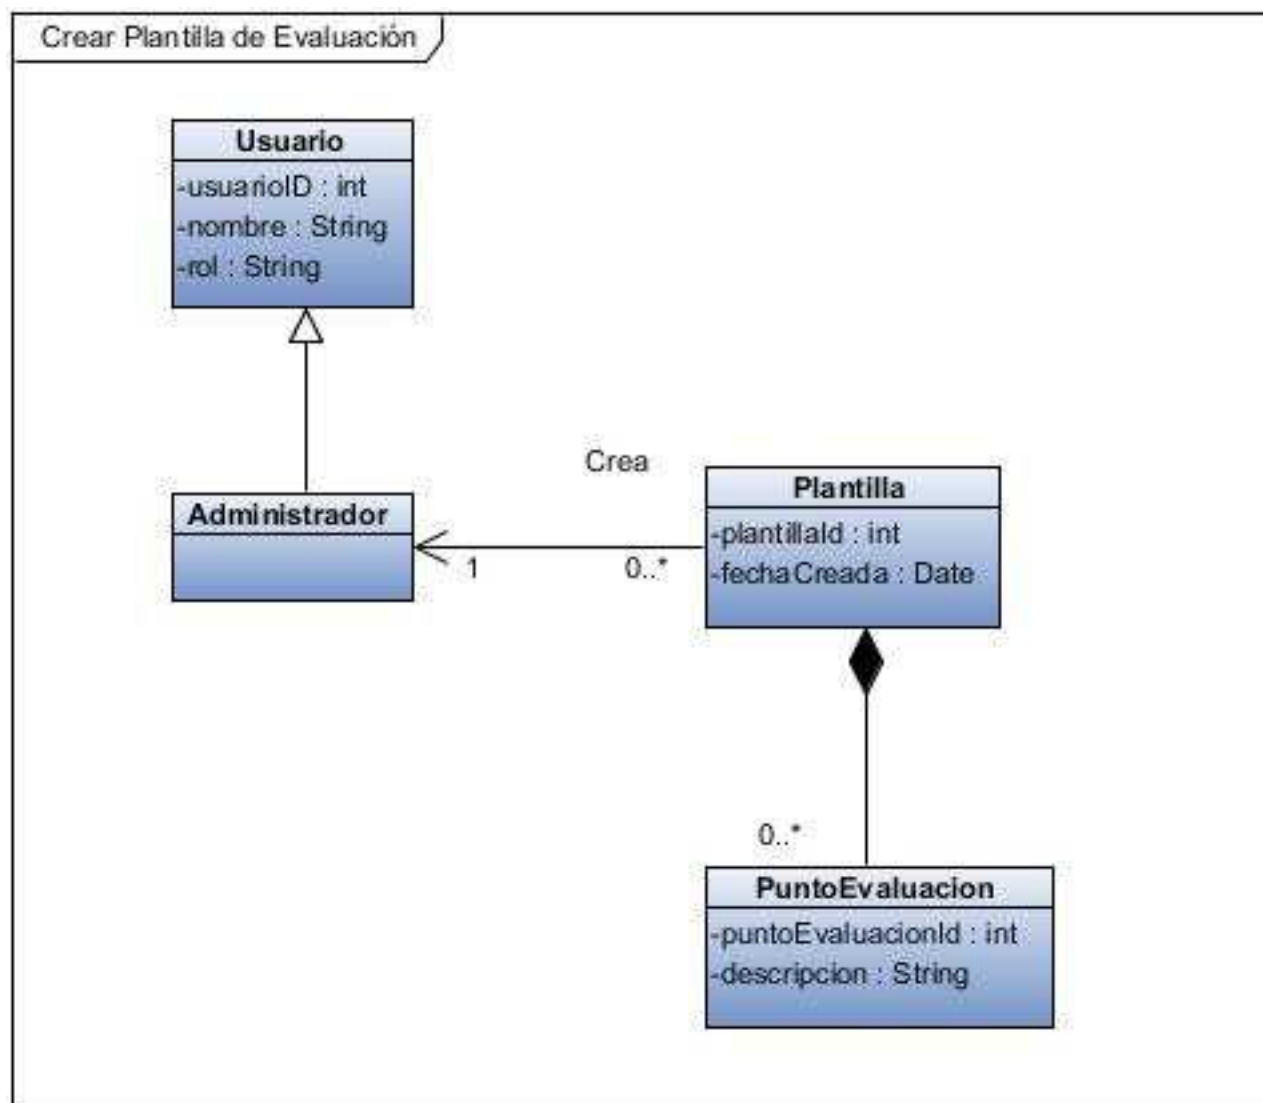 Crear Plantilla de Evaluación
Usuario
-usuarioID : int
-nombre : String
-rol : String
Crea
Administrador
1
0..*
Plantilla
-plantillaId : int
-fechaCreada : Date
0..*
PuntoEvaluacion
-puntoEvaluacionId : int
-descripcion : String